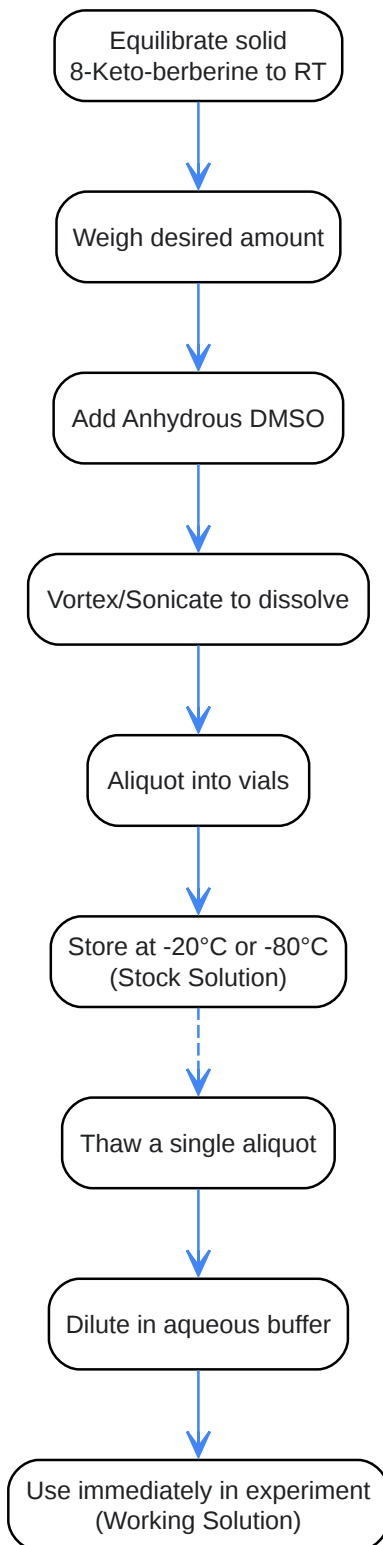 Equilibrate solid
8-Keto-berberine to RT
Weigh desired amount
Add Anhydrous DMSO
Vortex/Sonicate to dissolve
Aliquot into vials
Store at -20°C or -80°C
(Stock Solution)
Thaw a single aliquot
Dilute in aqueous buffer
Use immediately in experiment
(Working Solution)